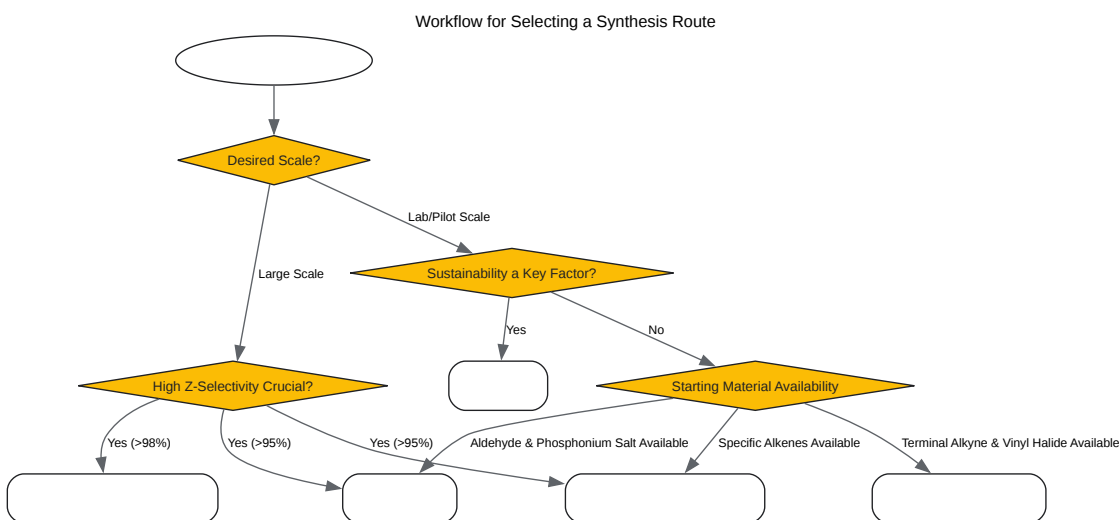 Workflow for Selecting a Synthesis Route
Desired Scale?
Lab/Pilot Scale
Large Scale
Sustainability a Key Factor?
Yes
No
High Z-Selectivity Crucial?
Starting Material Availability
Yes (>98%)
Yes (>95%)
Yes (>95%)
Aldehyde & Phosphonium Salt Available
Specific Alkenes Available
Terminal Alkyne & Vinyl Halide Available